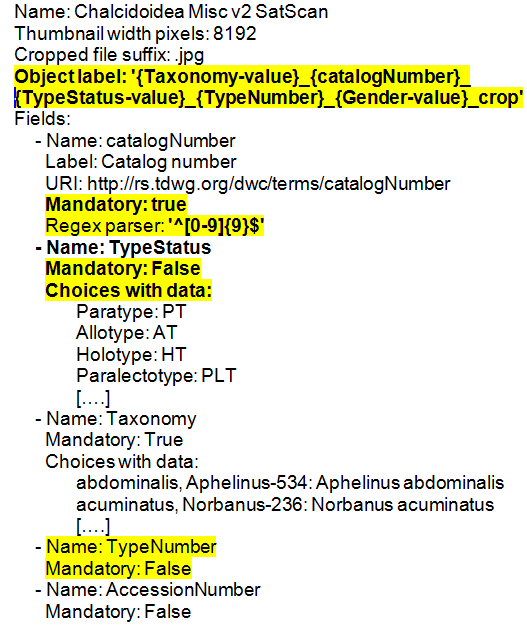 Name: Chalcidoidea Misc v2 SatScan
Thumbnail width pixels: 8192
Cropped file suffix: .jpg
Object label: '{Taxonomy-value}_{catalogNumber}_
{TypeStatus-value}_{TypeNumber}_{Gender-value}_crop'
Fields:
- Name: catalogNumber
Label: Catalog number
URI: http://rs.tdwg.org/dwc/terms/catalogNumber
Mandatory: true
Regex parser: '^[0-9]{9}$'
- Name: TypeStatus
Mandatory: False
Choices with data:
Paratype: PT
Allotype: AT
Holotype: HT
Paralectotype: PLT
[….]
- Name: Taxonomy
Mandatory: True
Choices with data:
abdominalis, Aphelinus-534: Aphelinus abdominalis
acuminatus, Norbanus-236: Norbanus acuminatus
[….]
- Name: TypeNumber
Mandatory: False
- Name: AccessionNumber
Mandatory: False